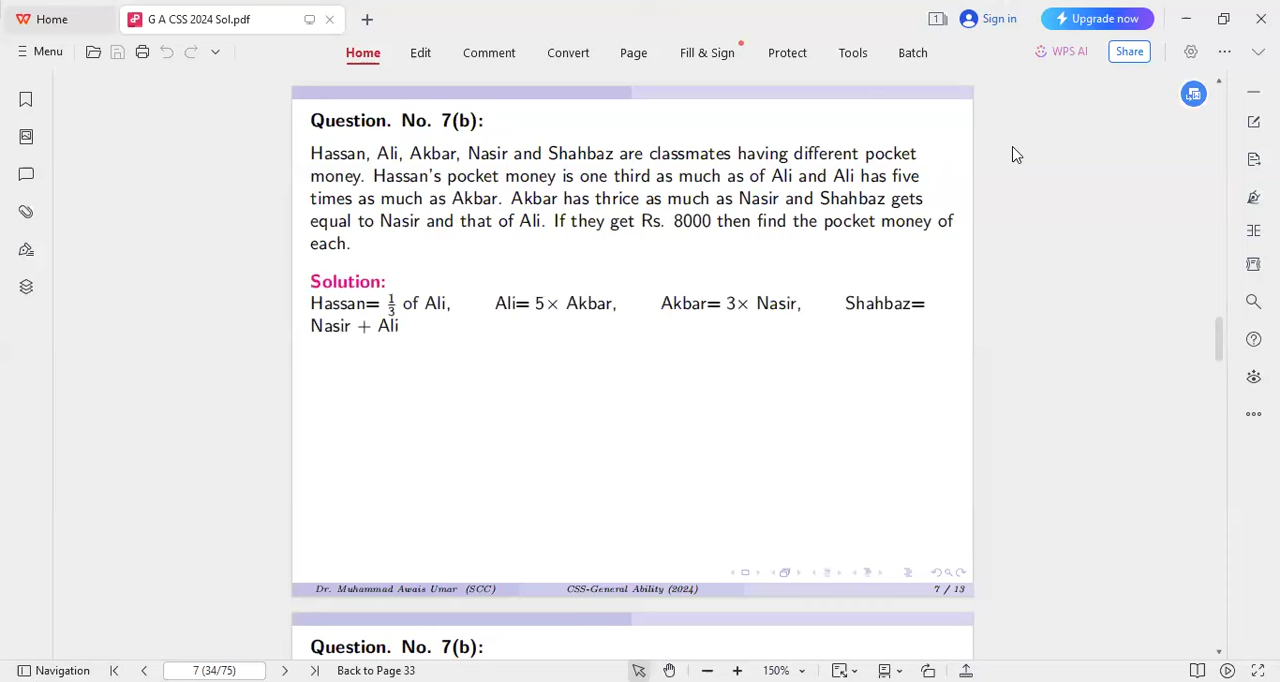 Home
G A CSS 2024 Sol.pdf
1
Sign in
Upgrade now
Menu
Home Edit Comment Convert Page Fill & Sign Protect Tools Batch
WPS AI
Share
Question. No. 7(b):
Hassan, Ali, Akbar, Nasir and Shahbaz are classmates having different pocket
money. Hassan's pocket money is one third as much as of Ali and Ali has five
times as much as Akbar. Akbar has thrice as much as Nasir and Shahbaz gets
equal to Nasir and that of Ali. If they get Rs. 8000 then find the pocket money of
each.
Solution:
Hassan= 1/3 of Ali, Ali= 5× Akbar, Akbar= 3× Nasir, Shahbaz=
Nasir + Ali
Dr. Muhammad Awais Umar (SCC) CSS-General Ability (2024) 7 / 13
Question. No. 7(b):
Navigation
7 (34/75)
Back to Page 33
150%